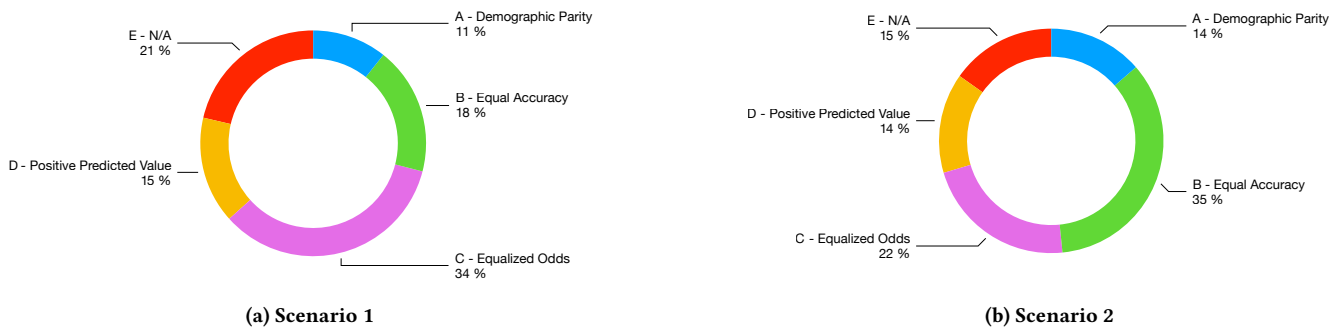 A - Demographic Parity
11 %
B - Equal Accuracy
18 %
C - Equalized Odds
34 %
D - Positive Predicted Value
15 %
E - N/A
21 %
(a) Scenario 1
A - Demographic Parity
14 %
B - Equal Accuracy
35 %
C - Equalized Odds
22 %
D - Positive Predicted Value
14 %
E - N/A
15 %
(b) Scenario 2